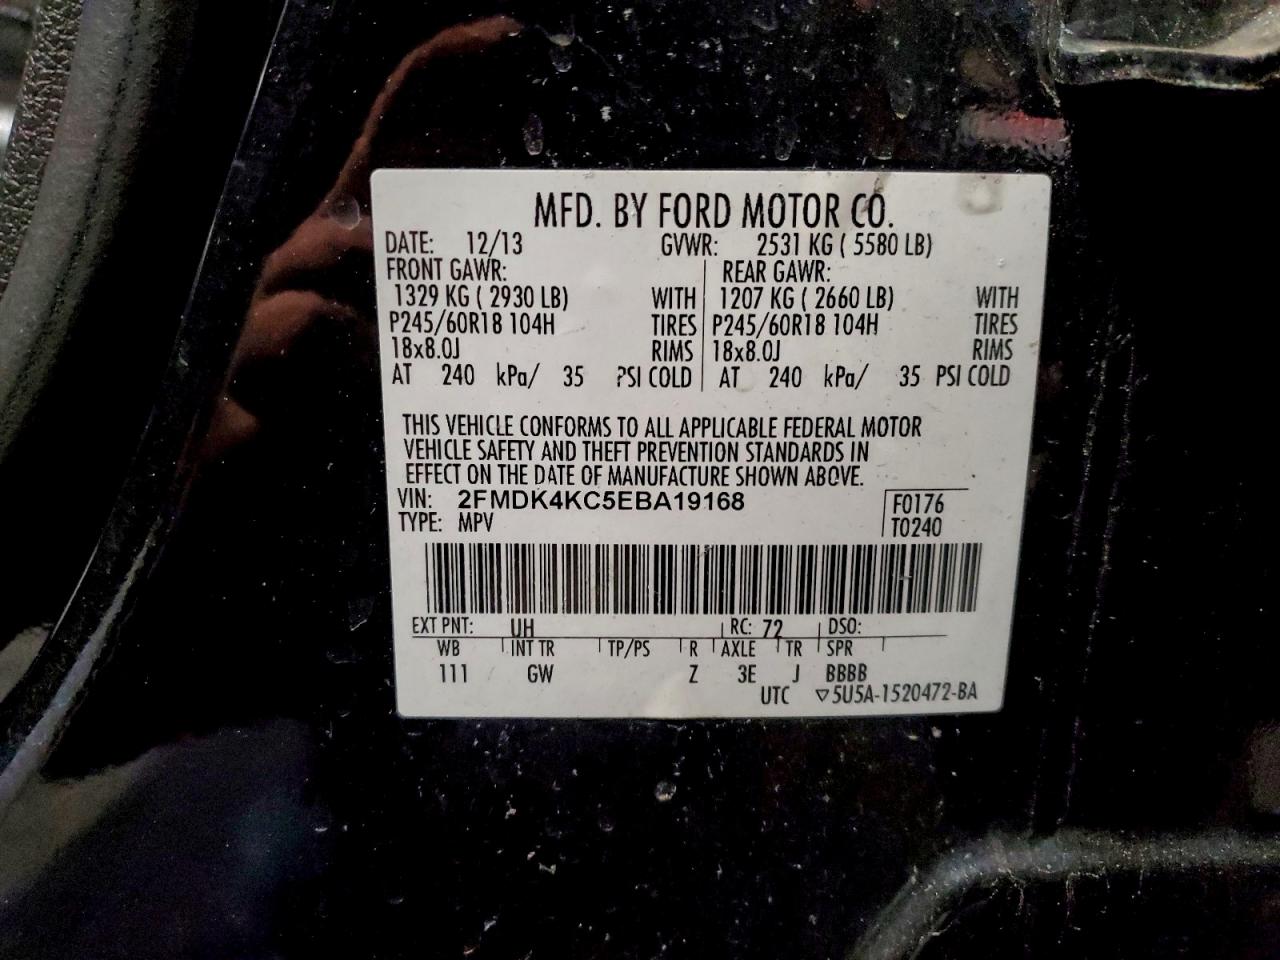 MFD. BY FORD MOTOR CO.
DATE: 12/13 GVWR: 2531 KG ( 5580 LB)
FRONT GAWR: REAR GAWR:
1329 KG ( 2930 LB) WITH 1207 KG ( 2660 LB) WITH
P245/60R18 104H TIRES P245/60R18 104H TIRES
18x8.0J RIMS 18x8.0J RIMS
AT 240 kPa/ 35 PSI COLD AT 240 kPa/ 35 PSI COLD
THIS VEHICLE CONFORMS TO ALL APPLICABLE FEDERAL MOTOR
VEHICLE SAFETY AND THEFT PREVENTION STANDARDS IN
EFFECT ON THE DATE OF MANUFACTURE SHOWN ABOVE.
VIN: 2FMDK4KC5EBA19168 F0176
TYPE: MPV T0240
EXT PNT: UH RC: 72 DSO:
WB INT TR TP/PS R AXLE TR SPR
111 GW Z 3E J BBBB
UTC ▽5U5A-1520472-BA